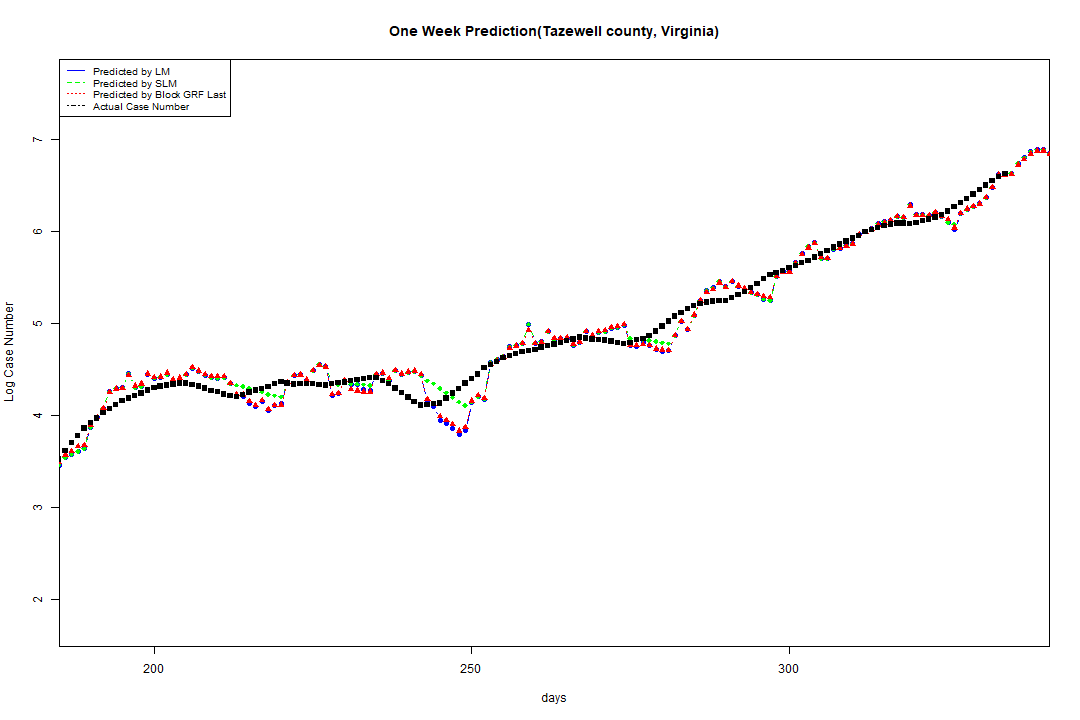 One Week Prediction(Tazewell county, Virginia)
Predicted by LM
Predicted by SLM
Predicted by Block GRF Last
Actual Case Number
7
6
5
4
3
2
Log Case Number
200
250
300
days